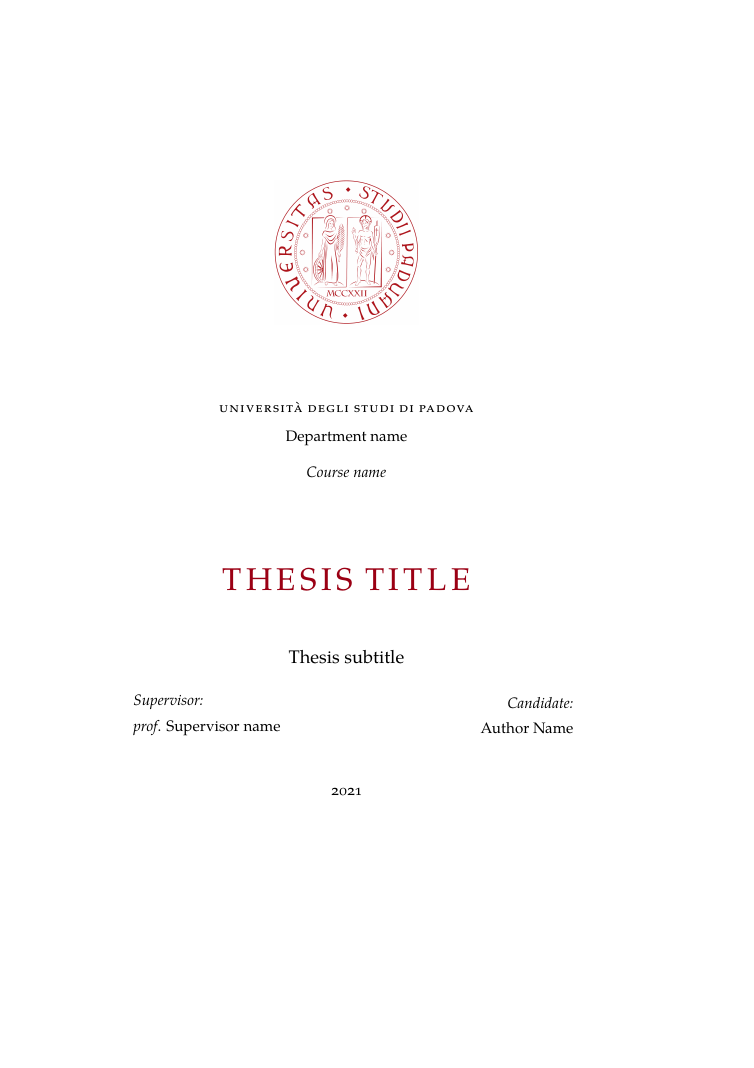 UNIVERSITAS • STUDII PADUANI •
MCCXXII
UNIVERSITÀ DEGLI STUDI DI PADOVA
Department name
Course name
THESIS TITLE
Thesis subtitle
Supervisor:
prof. Supervisor name
Candidate:
Author Name
2021